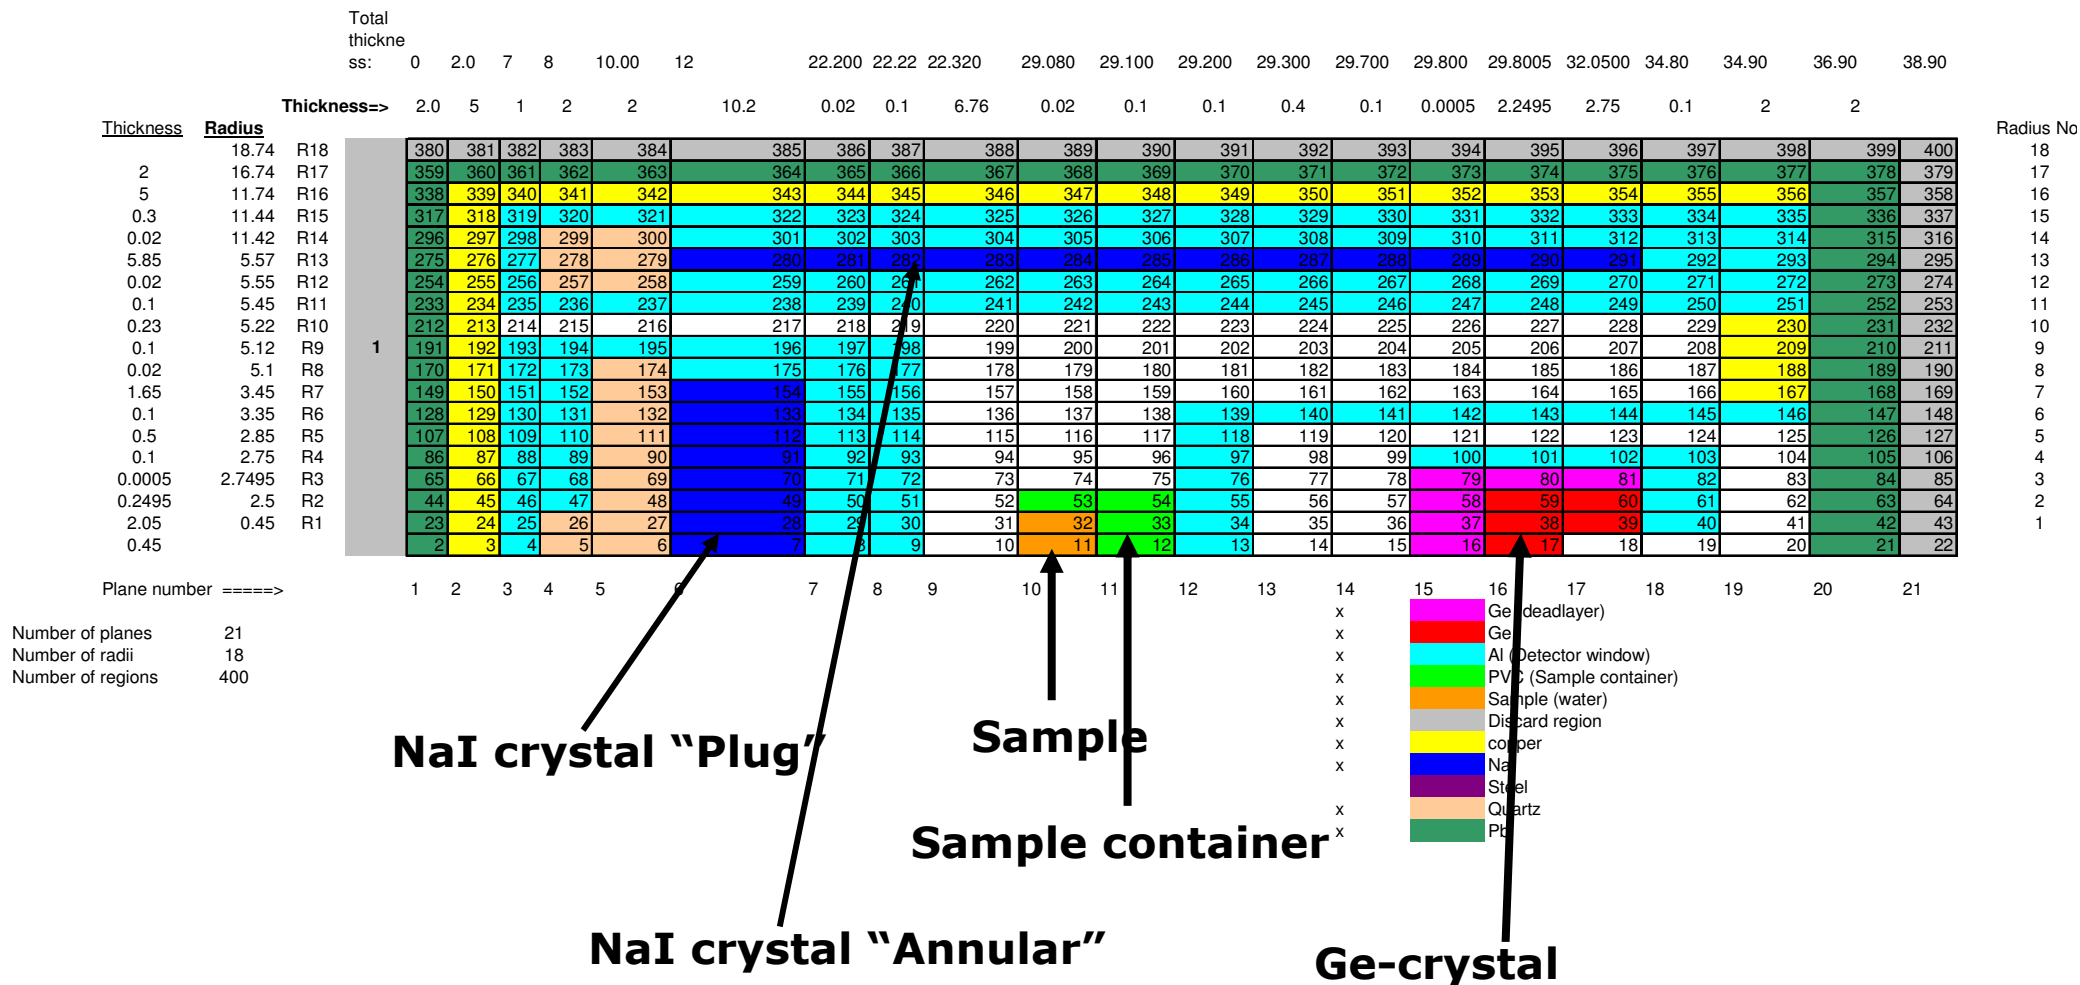 Total
thickne
ss: 0 2.0 7 8 10.00 12 22.200 22.22 22.320 29.080 29.100 29.200 29.300 29.700 29.800 29.8005 32.0500 34.80 34.90 36.90 38.90
Thickness=> 2.0 5 1 2 2 10.2 0.02 0.1 6.76 0.02 0.1 0.1 0.4 0.1 0.0005 2.2495 2.75 0.1 2 2
Thickness Radius Radius No
18.74 R18 380 381 382 383 384 385 386 387 388 389 390 391 392 393 394 395 396 397 398 399 400 18
2 16.74 R17 359 360 361 362 363 364 365 366 367 368 369 370 371 372 373 374 375 376 377 378 379 17
5 11.74 R16 338 339 340 341 342 343 344 345 346 347 348 349 350 351 352 353 354 355 356 357 358 16
0.3 11.44 R15 317 318 319 320 321 322 323 324 325 326 327 328 329 330 331 332 333 334 335 336 337 15
0.02 11.42 R14 296 297 298 299 300 301 302 303 304 305 306 307 308 309 310 311 312 313 314 315 316 14
5.85 5.57 R13 275 276 277 278 279 280 281 282 283 284 285 286 287 288 289 290 291 292 293 294 295 13
0.02 5.55 R12 254 255 256 257 258 259 260 261 262 263 264 265 266 267 268 269 270 271 272 273 274 12
0.1 5.45 R11 233 234 235 236 237 238 239 240 241 242 243 244 245 246 247 248 249 250 251 252 253 11
0.23 5.22 R10 212 213 214 215 216 217 218 219 220 221 222 223 224 225 226 227 228 229 230 231 232 10
0.1 5.12 R9 1 191 192 193 194 195 196 197 198 199 200 201 202 203 204 205 206 207 208 209 210 211 9
0.02 5.1 R8 170 171 172 173 174 175 176 177 178 179 180 181 182 183 184 185 186 187 188 189 190 8
1.65 3.45 R7 149 150 151 152 153 154 155 156 157 158 159 160 161 162 163 164 165 166 167 168 169 7
0.1 3.35 R6 128 129 130 131 132 133 134 135 136 137 138 139 140 141 142 143 144 145 146 147 148 6
0.5 2.85 R5 107 108 109 110 111 112 113 114 115 116 117 118 119 120 121 122 123 124 125 126 127 5
0.1 2.75 R4 86 87 88 89 90 91 92 93 94 95 96 97 98 99 100 101 102 103 104 105 106 4
0.0005 2.7495 R3 65 66 67 68 69 70 71 72 73 74 75 76 77 78 79 80 81 82 83 84 85 3
0.2495 2.5 R2 44 45 46 47 48 49 50 51 52 53 54 55 56 57 58 59 60 61 62 63 64 2
2.05 0.45 R1 23 24 25 26 27 28 29 30 31 32 33 34 35 36 37 38 39 40 41 42 43 1
0.45 2 3 4 5 6 7 8 9 10 11 12 13 14 15 16 17 18 19 20 21 22
Plane number =====> 1 2 3 4 5 6 7 8 9 10 11 12 13 14 15 16 17 18 19 20 21
x Ge (deadlayer)
Number of planes 21 x Ge
Number of radii 18 x Al (Detector window)
Number of regions 400 x PVC (Sample container)
x Sample (water)
x Discard region
x copper
x NaI
Steel
x Quartz
x Pb
NaI crystal “Plug”
Sample
Sample container
NaI crystal “Annular”
Ge-crystal